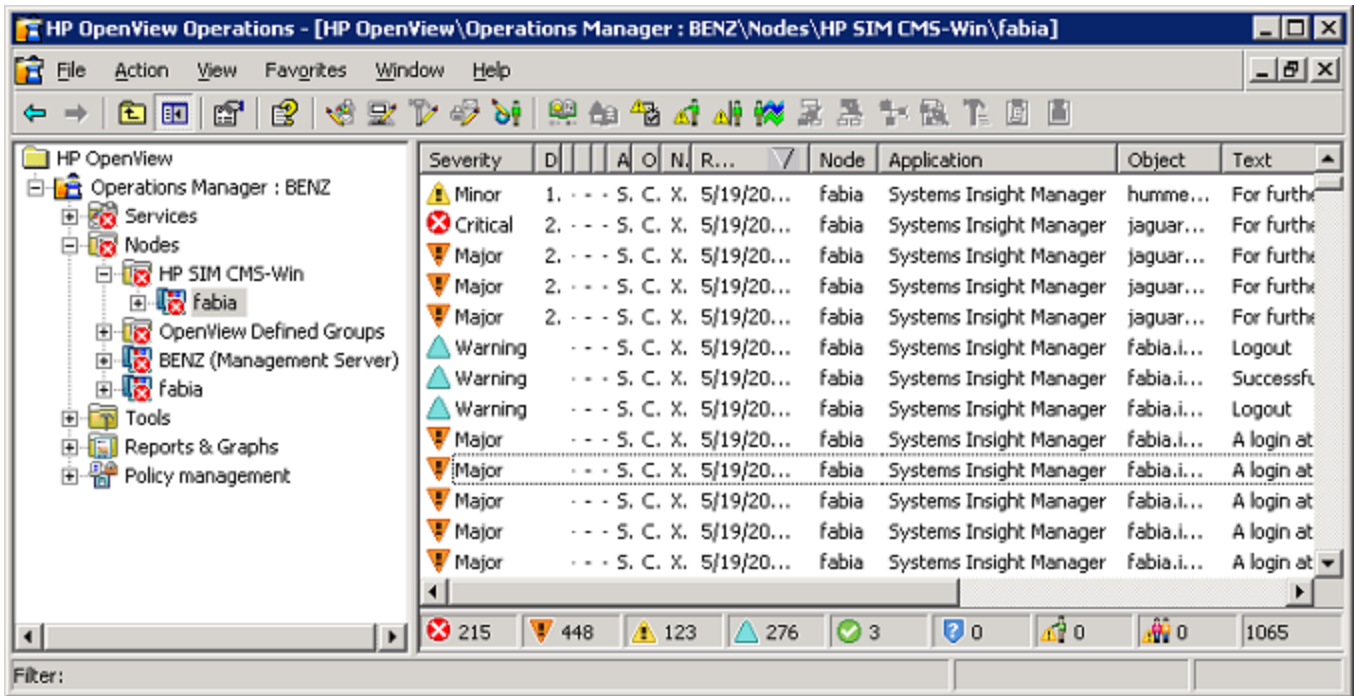 HP OpenView Operations - [HP OpenView\Operations Manager : BENZ\Nodes\HP SIM CMS-Win\fabia]
File Action View Favorites Window Help
HP OpenView
Operations Manager : BENZ
Services
Nodes
HP SIM CMS-Win
fabia
OpenView Defined Groups
BENZ (Management Server)
fabia
Tools
Reports & Graphs
Policy management
Severity D A O N. R... Node Application Object Text
Minor 1. - - - S. C. X. 5/19/20... fabia Systems Insight Manager humme... For furthe
Critical 2. - - - S. C. X. 5/19/20... fabia Systems Insight Manager jaguar... For furthe
Major 2. - - - S. C. X. 5/19/20... fabia Systems Insight Manager jaguar... For furthe
Major 2. - - - S. C. X. 5/19/20... fabia Systems Insight Manager jaguar... For furthe
Major 2. - - - S. C. X. 5/19/20... fabia Systems Insight Manager jaguar... For furthe
Warning - - - S. C. X. 5/19/20... fabia Systems Insight Manager fabia.i... Logout
Warning - - - S. C. X. 5/19/20... fabia Systems Insight Manager fabia.i... Successfu
Warning - - - S. C. X. 5/19/20... fabia Systems Insight Manager fabia.i... Logout
Major - - - S. C. X. 5/19/20... fabia Systems Insight Manager fabia.i... A login at
Major - - - S. C. X. 5/19/20... fabia Systems Insight Manager fabia.i... A login at
Major - - - S. C. X. 5/19/20... fabia Systems Insight Manager fabia.i... A login at
Major - - - S. C. X. 5/19/20... fabia Systems Insight Manager fabia.i... A login at
Major - - - S. C. X. 5/19/20... fabia Systems Insight Manager fabia.i... A login at
215 448 123 276 3 0 0 0 1065
Filter: